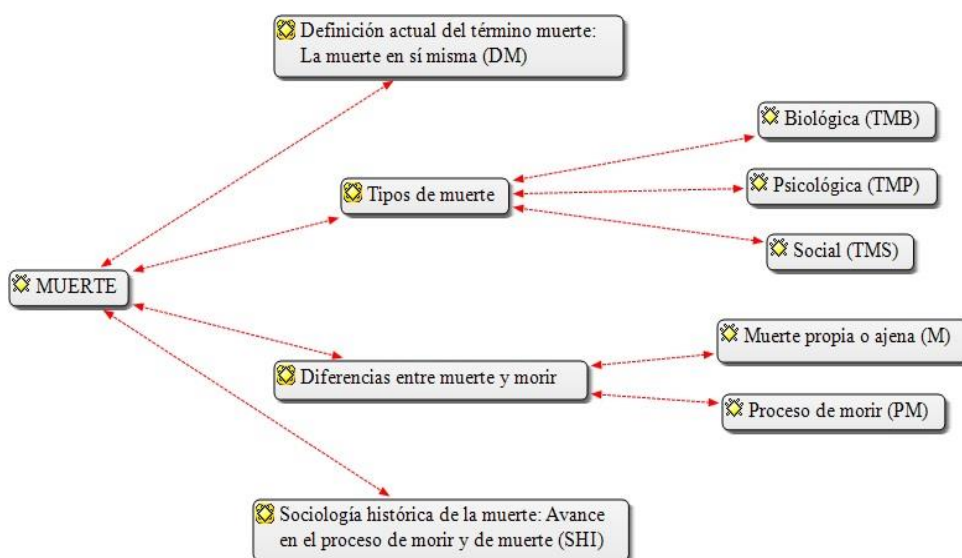 Definición actual del término muerte:
La muerte en sí misma (DM)
Biológica (TMB)
Tipos de muerte
Psicológica (TMP)
Social (TMS)
MUERTE
Muerte propia o ajena (M)
Diferencias entre muerte y morir
Proceso de morir (PM)
Sociología histórica de la muerte: Avance
en el proceso de morir y de muerte (SHI)